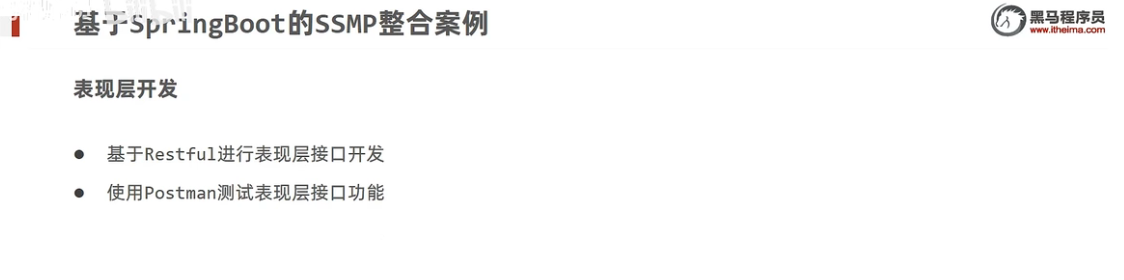 基于SpringBoot的SSMP整合案例
黑马程序员
www.itheima.com
表现层开发
● 基于Restful进行表现层接口开发
● 使用Postman测试表现层接口功能